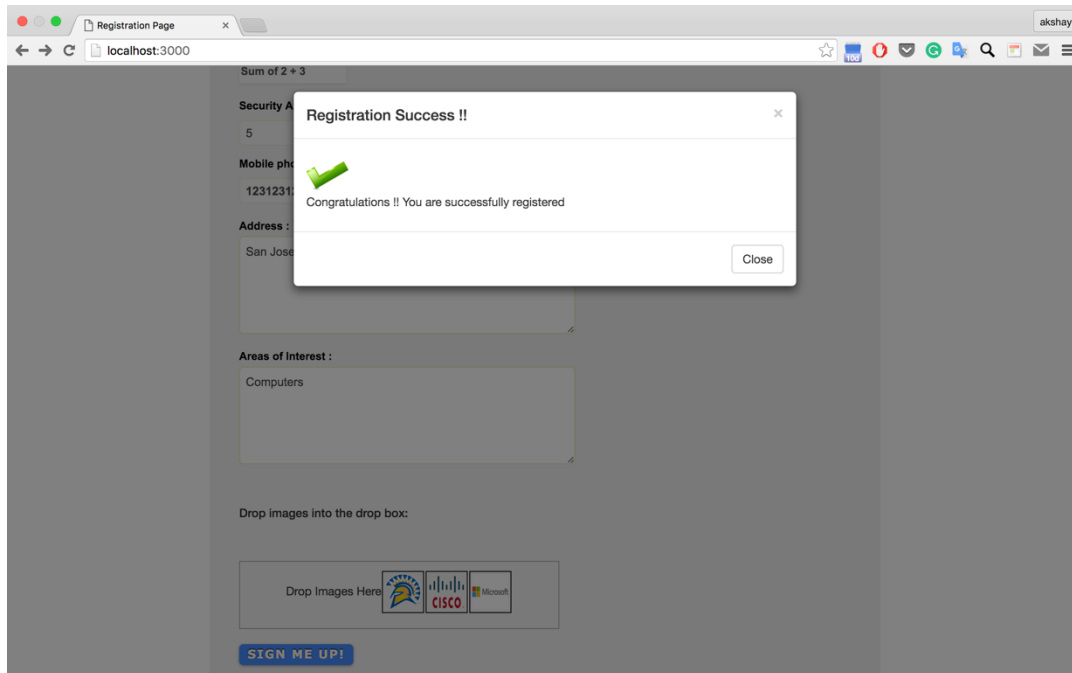 Registration Page
akshay
localhost:3000
10d
Sum of 2 + 3
Security A
5
Mobile pho
1231231
Address :
San Jose
Registration Success !!
Congratulations !! You are successfully registered
Close
Areas of Interest :
Computers
Drop images into the drop box:
Drop Images Here
CISCO
Microsoft
SIGN ME UP!